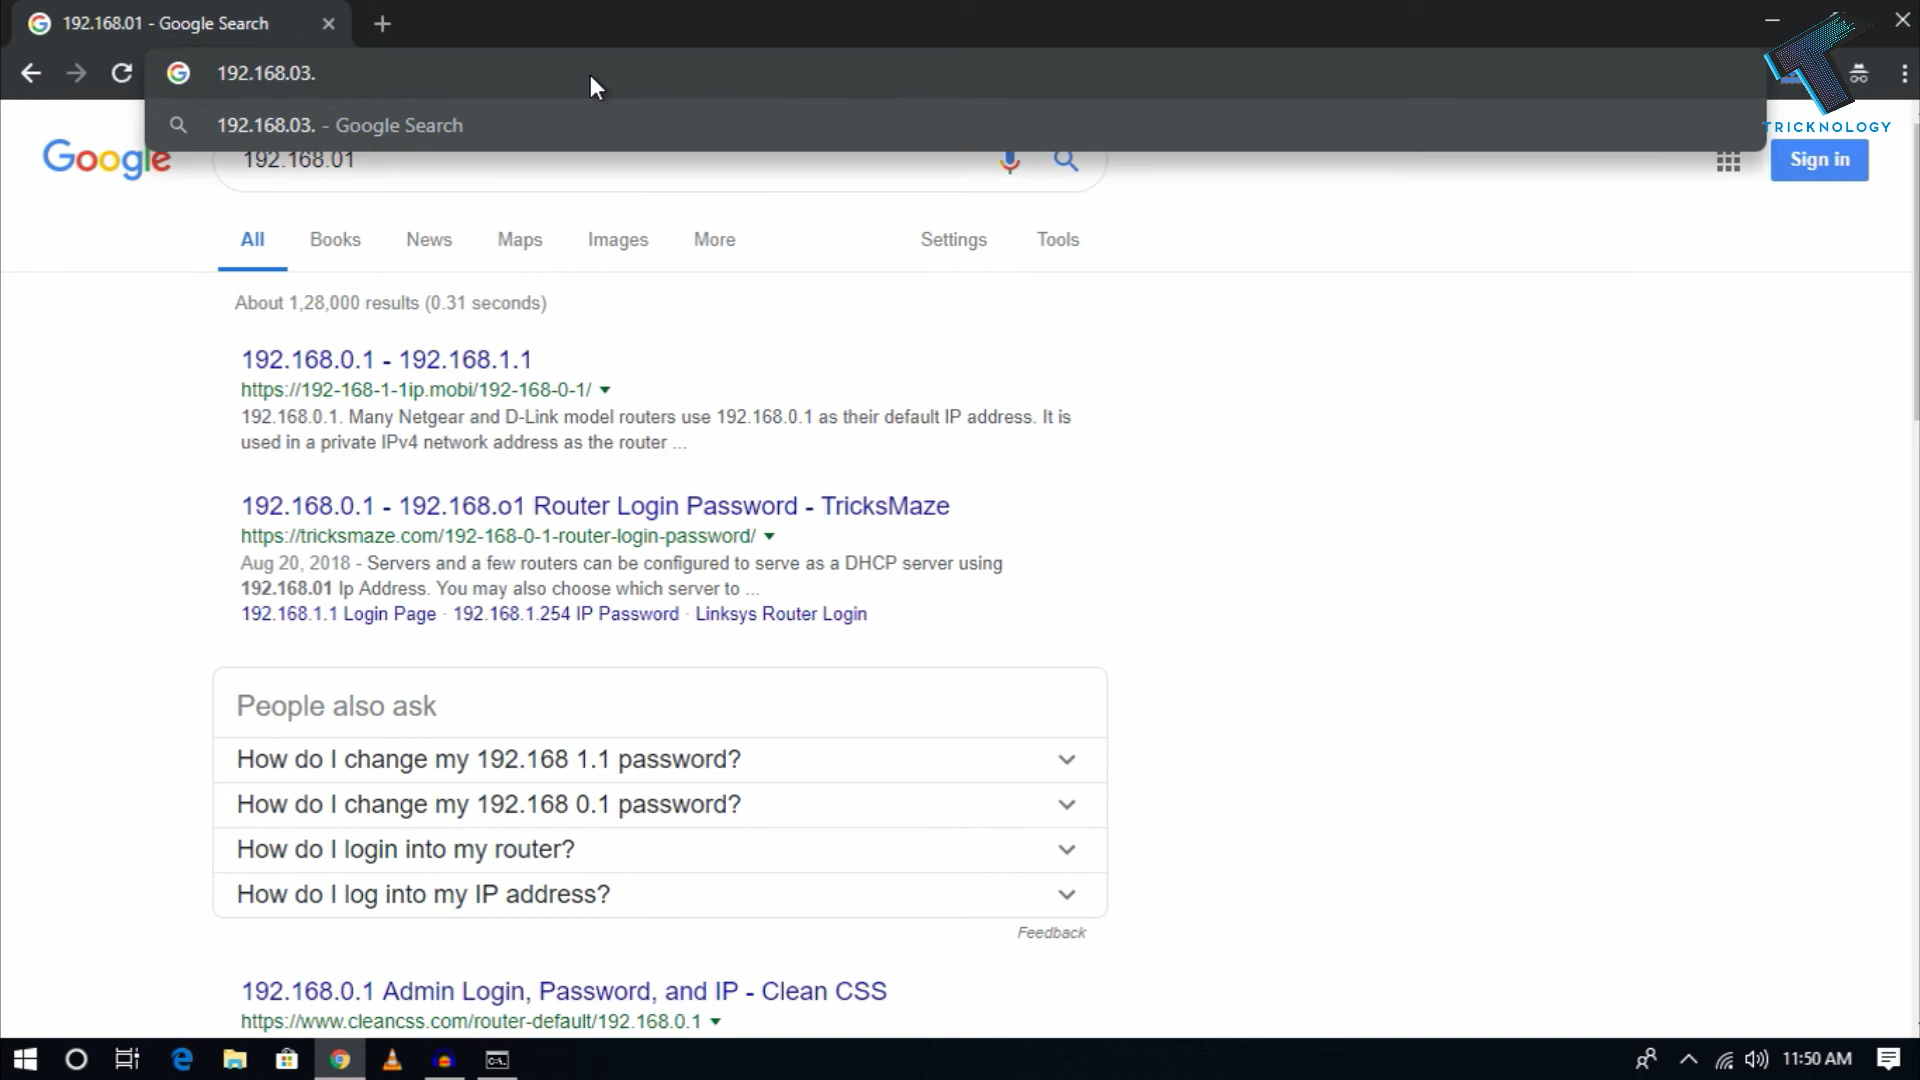 192.168.01 - Google Search
192.168.03.
192.168.03. - Google Search
TRICKNOLOGY
Google
192.168.01
Sign in
All Books News Maps Images More Settings Tools
About 1,28,000 results (0.31 seconds)
192.168.0.1 - 192.168.1.1
https://192-168-1-1ip.mobi/192-168-0-1/
192.168.0.1. Many Netgear and D-Link model routers use 192.168.0.1 as their default IP address. It is
used in a private IPv4 network address as the router ...
192.168.0.1 - 192.168.o1 Router Login Password - TricksMaze
https://tricksmaze.com/192-168-0-1-router-login-password/
Aug 20, 2018 - Servers and a few routers can be configured to serve as a DHCP server using
192.168.01 Ip Address. You may also choose which server to ...
192.168.1.1 Login Page · 192.168.1.254 IP Password · Linksys Router Login
People also ask
How do I change my 192.168 1.1 password?
How do I change my 192.168 0.1 password?
How do I login into my router?
How do I log into my IP address?
Feedback
192.168.0.1 Admin Login, Password, and IP - Clean CSS
https://www.cleancss.com/router-default/192.168.0.1
11:50 AM